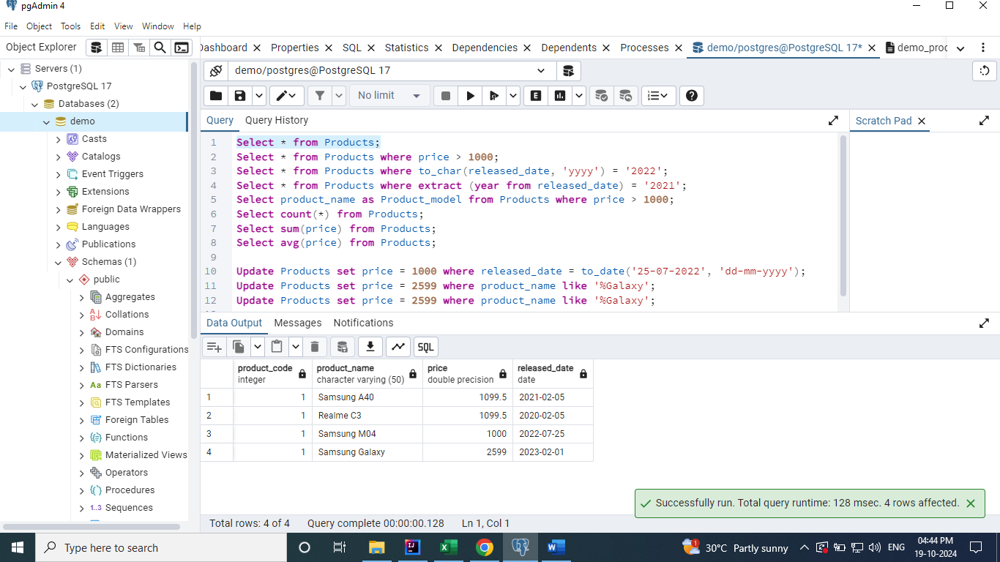 pgAdmin 4
File Object Tools Edit View Window Help
Object Explorer
Dashboard Properties SQL Statistics Dependencies Dependents Processes demo/postgres@PostgreSQL 17* demo_prod
demo/postgres@PostgreSQL 17
No limit
E
Query Query History
Scratch Pad
Servers (1)
PostgreSQL 17
Databases (2)
demo
Casts
Catalogs
Event Triggers
Extensions
Foreign Data Wrappers
Languages
Publications
Schemas (1)
public
Aggregates
Collations
Domains
FTS Configurations
FTS Dictionaries
Aa FTS Parsers
FTS Templates
Foreign Tables
Functions
Materialized Views
Operators
Procedures
1..3 Sequences
1 Select * from Products;
2 Select * from Products where price > 1000;
3 Select * from Products where to_char(released_date, 'yyyy') = '2022';
4 Select * from Products where extract (year from released_date) = '2021';
5 Select product_name as Product_model from Products where price > 1000;
6 Select count(*) from Products;
7 Select sum(price) from Products;
8 Select avg(price) from Products;
9
10 Update Products set price = 1000 where released_date = to_date('25-07-2022', 'dd-mm-yyyy');
11 Update Products set price = 2599 where product_name like '%Galaxy';
12 Update Products set price = 2599 where product_name like '%Galaxy';
Data Output Messages Notifications
SQL
product_code product_name price released_date
integer character varying (50) double precision date
1 1 Samsung A40 1099.5 2021-02-05
2 1 Realme C3 1099.5 2020-02-05
3 1 Samsung M04 1000 2022-07-25
4 1 Samsung Galaxy 2599 2023-02-01
Successfully run. Total query runtime: 128 msec. 4 rows affected.
Total rows: 4 of 4 Query complete 00:00:00.128 Ln 1, Col 1
Type here to search
1 30°C Partly sunny ENG 04:44 PM
19-10-2024